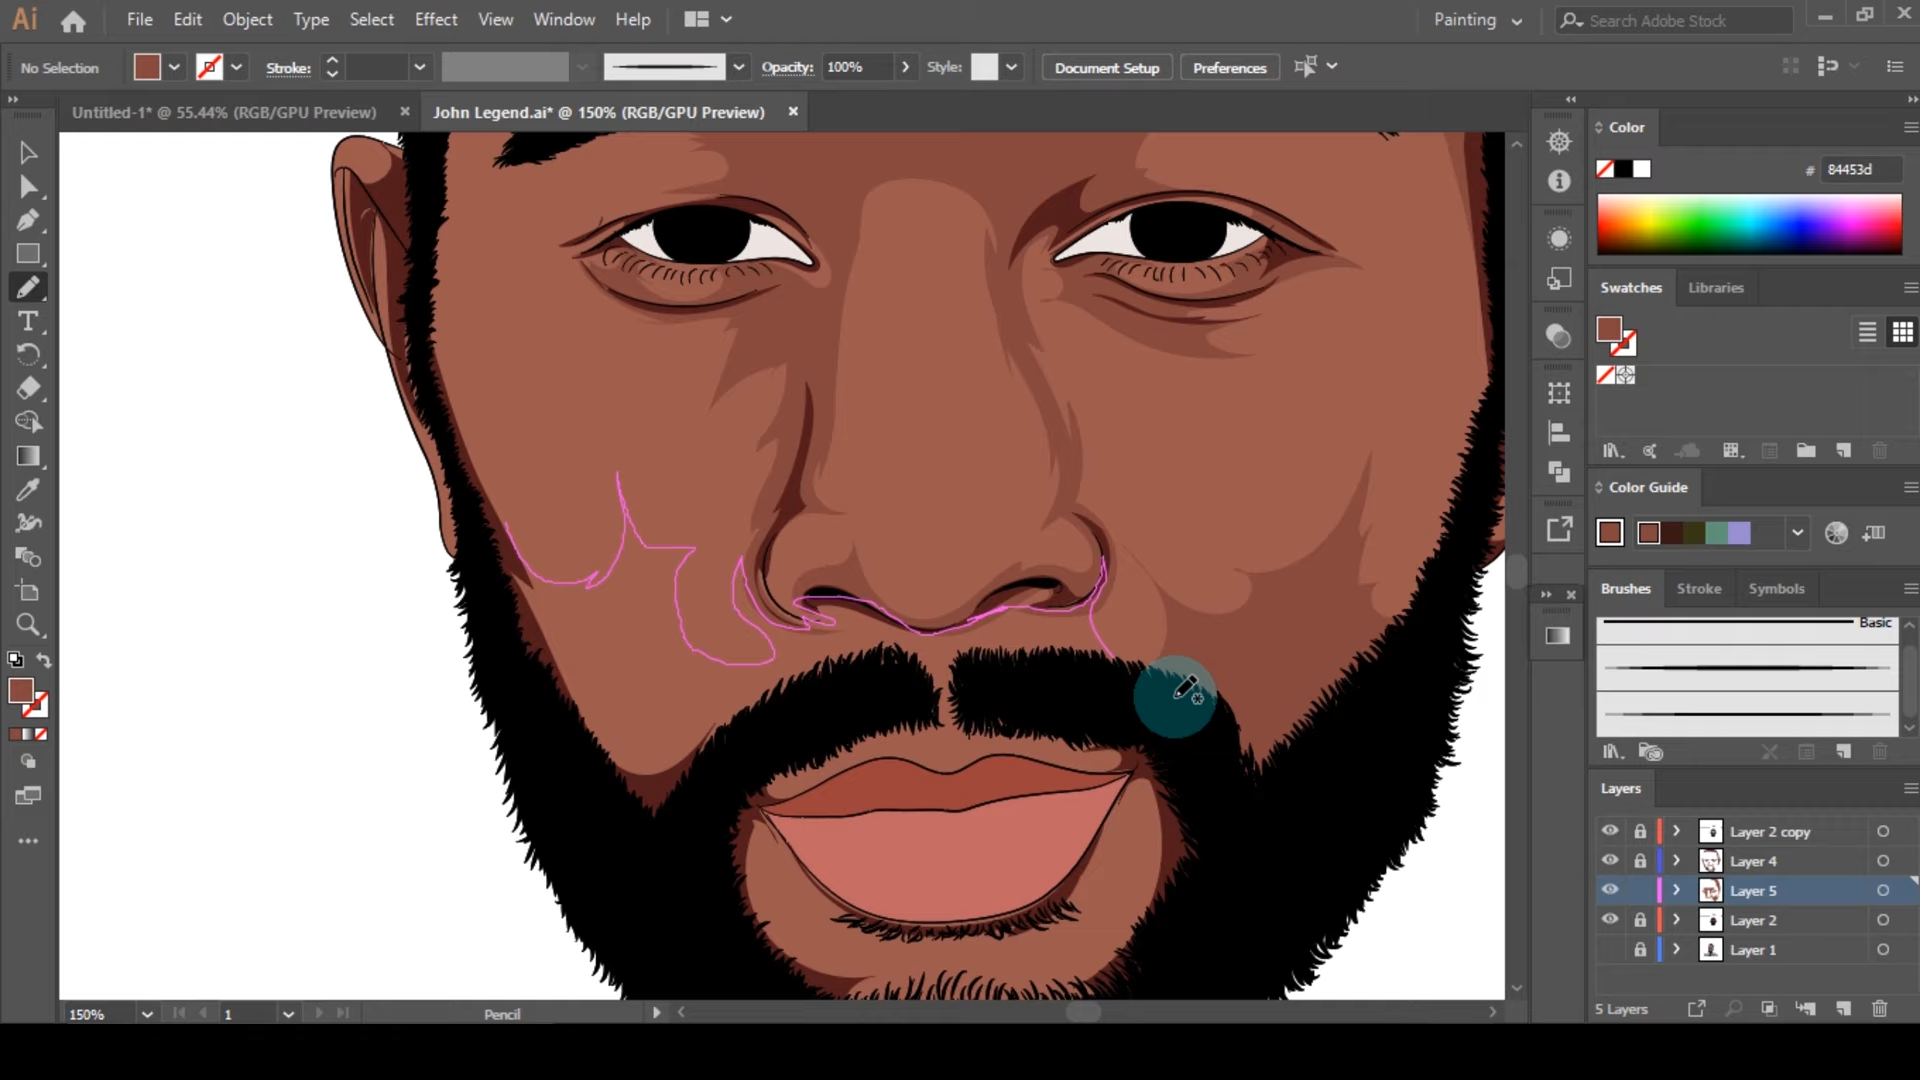 Ai File Edit Object Type Select Effect View Window Help Painting Search Adobe Stock
No Selection Stroke: Opacity: 100% Style: Document Setup Preferences
Untitled-1* @ 55.44% (RGB/GPU Preview) John Legend.ai* @ 150% (RGB/GPU Preview)
Color
# 84453d
Swatches Libraries
Color Guide
Brushes Stroke Symbols
Basic
Layers
Layer 2 copy
Layer 4
Layer 5
Layer 2
Layer 1
5 Layers
150% 1 Pencil